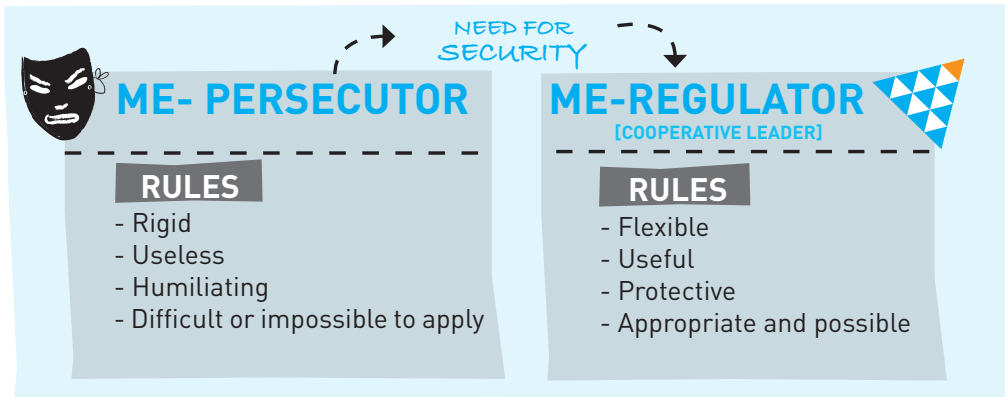 NEED FOR
SECURITY
ME- PERSECUTOR
RULES
- Rigid
- Useless
- Humiliating
- Difficult or impossible to apply
ME-REGULATOR
[COOPERATIVE LEADER]
RULES
- Flexible
- Useful
- Protective
- Appropriate and possible